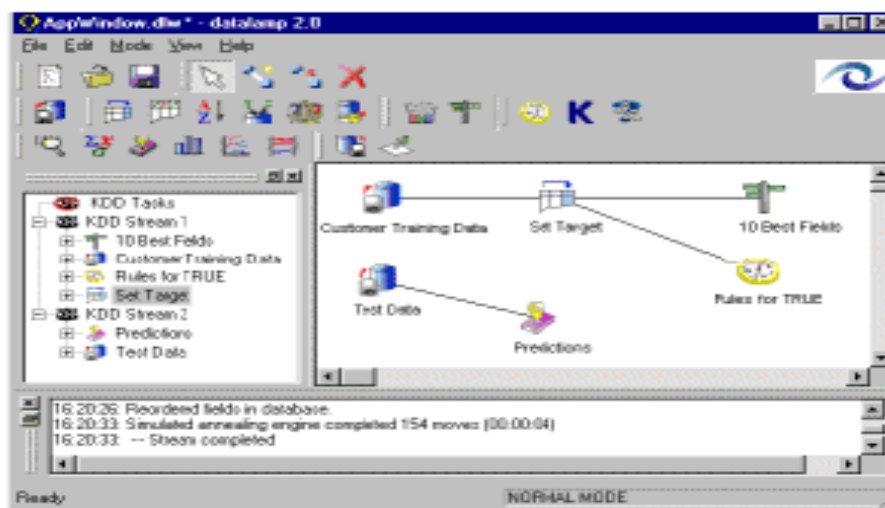 AppWindow.dlw* - datalamp 2.0
File Edit Mode View Help
KDD Tasks
KDD Stream 1
10 Best Fields
Customer Training Data
Rules for TRUE
Set Target
KDD Stream 2
Predictions
Test Data
Customer Training Data
Set Target
10 Best Fields
Test Data
Predictions
Rules for TRUE
16:20:26: Reordered fields in database.
16:20:33: Simulated annealing engine completed 154 moves (00:00:04)
16:20:33: -- Stream completed
Ready
NORMAL MODE